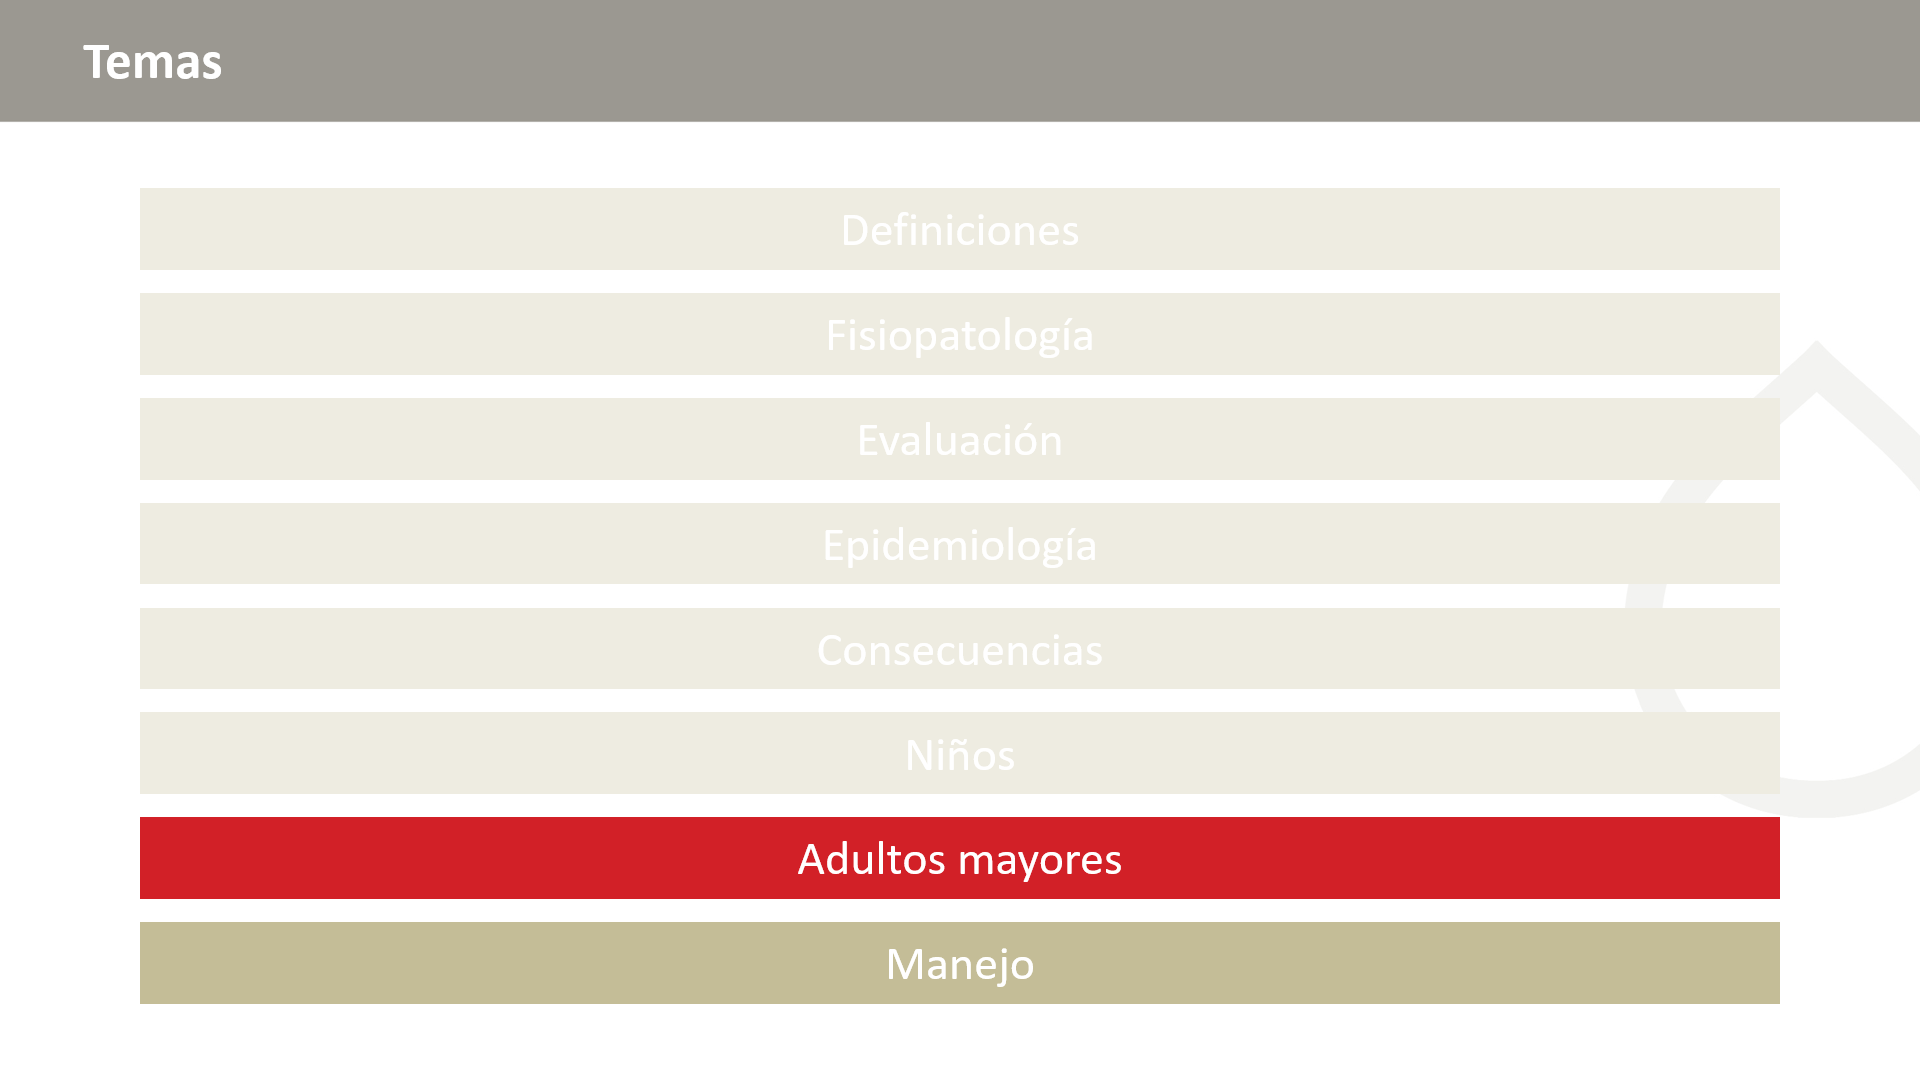 Temas
Definiciones
Fisiopatología
Evaluación
Epidemiología
Consecuencias
Niños
Adultos mayores
Manejo